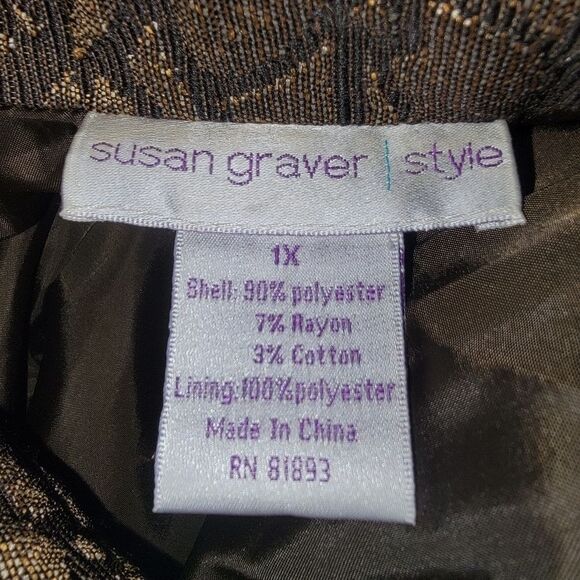 susan graver | style
1X
Shell: 90% polyester
7% Rayon
3% Cotton
Lining:100%polyester
Made In China
RN 81893